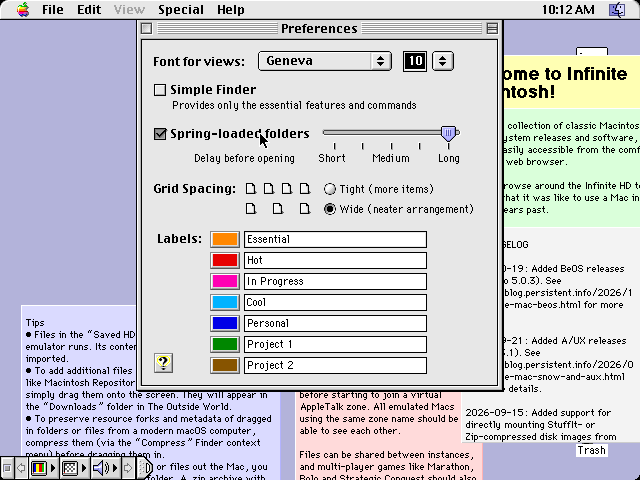 File Edit View Special Help 10:12 AM
Preferences
Font for views: Geneva 10
Simple Finder
Provides only the essential features and commands
Spring-loaded folders
Delay before opening Short Medium Long
Grid Spacing: Tight (more items)
Wide (neater arrangement)
Labels: Essential
Hot
In Progress
Cool
Personal
Project 1
Project 2
?
ome to Infinite
ntosh!
collection of classic Macintos
system releases and software,
easily accessible from the comf
web browser.
rowse around the Infinite HD t
what it was like to use a Mac in
ears past.
GELOG
0-19: Added BeOS releases
o 5.0.3). See
blog.persistent.info/2026/1
e-mac-beos.html for more
9-21: Added A/UX releases
5.1). See
blog.persistent.info/2026/0
e-mac-snow-and-aux.html
e details.
2026-09-15: Added support for
directly mounting StuffIt- or
Zip-compressed disk images from
Trash
Tips
● Files in the “Saved HD
emulator runs. Its conten
imported.
● To add additional files
like Macintosh Repositor
simply drag them onto the screen. They will appear in
the “Downloads” folder in The Outside World.
● To preserve resource forks and metadata of dragged
in folders or files from a modern macOS computer,
compress them (via the “Compress” Finder context
menu) before dragging them in.
or files out the Mac, you
d folder. A .zip archive with
before starting to join a virtual
AppleTalk zone. All emulated Macs
using the same zone name should be
able to see each other.
Files can be shared between instances,
and multi-player games like Marathon,
Bolo and Strategic Conquest should also